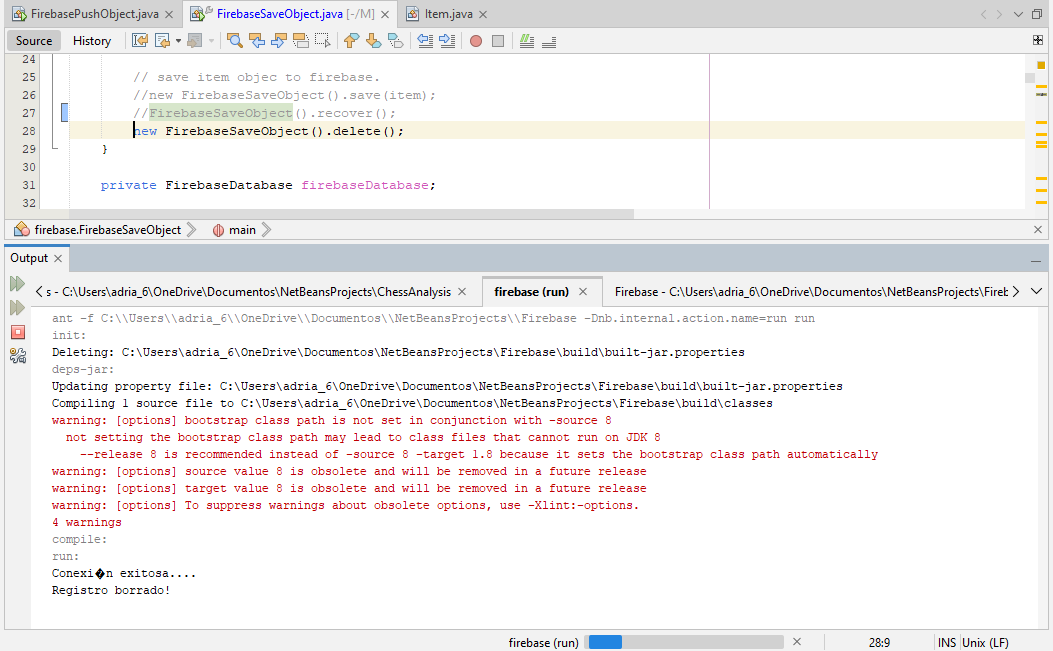 FirebasePushObject.java
FirebaseSaveObject.java [-/M]
Item.java
Source History
24
25 // save item objec to firebase.
26 //new FirebaseSaveObject().save(item);
27 //FirebaseSaveObject().recover();
28 new FirebaseSaveObject().delete();
29 }
30
31 private FirebaseDatabase firebaseDatabase;
32
firebase.FirebaseSaveObject main
Output
s - C:\Users\adria_6\OneDrive\Documentos\NetBeansProjects\ChessAnalysis
firebase (run)
Firebase - C:\Users\adria_6\OneDrive\Documentos\NetBeansProjects\Fireb
ant -f C:\\Users\\adria_6\\OneDrive\\Documentos\\NetBeansProjects\\Firebase -Dnb.internal.action.name=run run
init:
Deleting: C:\Users\adria_6\OneDrive\Documentos\NetBeansProjects\Firebase\build\built-jar.properties
deps-jar:
Updating property file: C:\Users\adria_6\OneDrive\Documentos\NetBeansProjects\Firebase\build\built-jar.properties
Compiling 1 source file to C:\Users\adria_6\OneDrive\Documentos\NetBeansProjects\Firebase\build\classes
warning: [options] bootstrap class path is not set in conjunction with -source 8
not setting the bootstrap class path may lead to class files that cannot run on JDK 8
--release 8 is recommended instead of -source 8 -target 1.8 because it sets the bootstrap class path automatically
warning: [options] source value 8 is obsolete and will be removed in a future release
warning: [options] target value 8 is obsolete and will be removed in a future release
warning: [options] To suppress warnings about obsolete options, use -Xlint:-options.
4 warnings
compile:
run:
Conexi�n exitosa....
Registro borrado!
firebase (run) 28:9 INS Unix (LF)